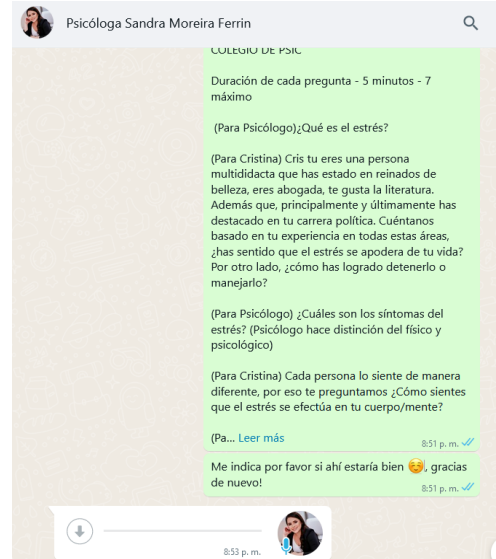 Psicóloga Sandra Moreira Ferrin
COLEGIO DE PSIC
Duración de cada pregunta - 5 minutos - 7
máximo
(Para Psicólogo)¿Qué es el estrés?
(Para Cristina) Cris tu eres una persona
multididacta que has estado en reinados de
belleza, eres abogada, te gusta la literatura.
Además que, principalmente y últimamente has
destacado en tu carrera política. Cuéntanos
basado en tu experiencia en todas estas áreas,
¿has sentido que el estrés se apodera de tu vida?
Por otro lado, ¿cómo has logrado detenerlo o
manejarlo?
(Para Psicólogo) ¿Cuáles son los síntomas del
estrés? (Psicólogo hace distinción del físico y
psicológico)
(Para Cristina) Cada persona lo siente de manera
diferente, por eso te preguntamos ¿Cómo sientes
que el estrés se efectúa en tu cuerpo/mente?
(Pa... Leer más
8:51 p. m.
Me indica por favor si ahí estaría bien ☺️, gracias
de nuevo!
8:51 p. m.
8:53 p. m.